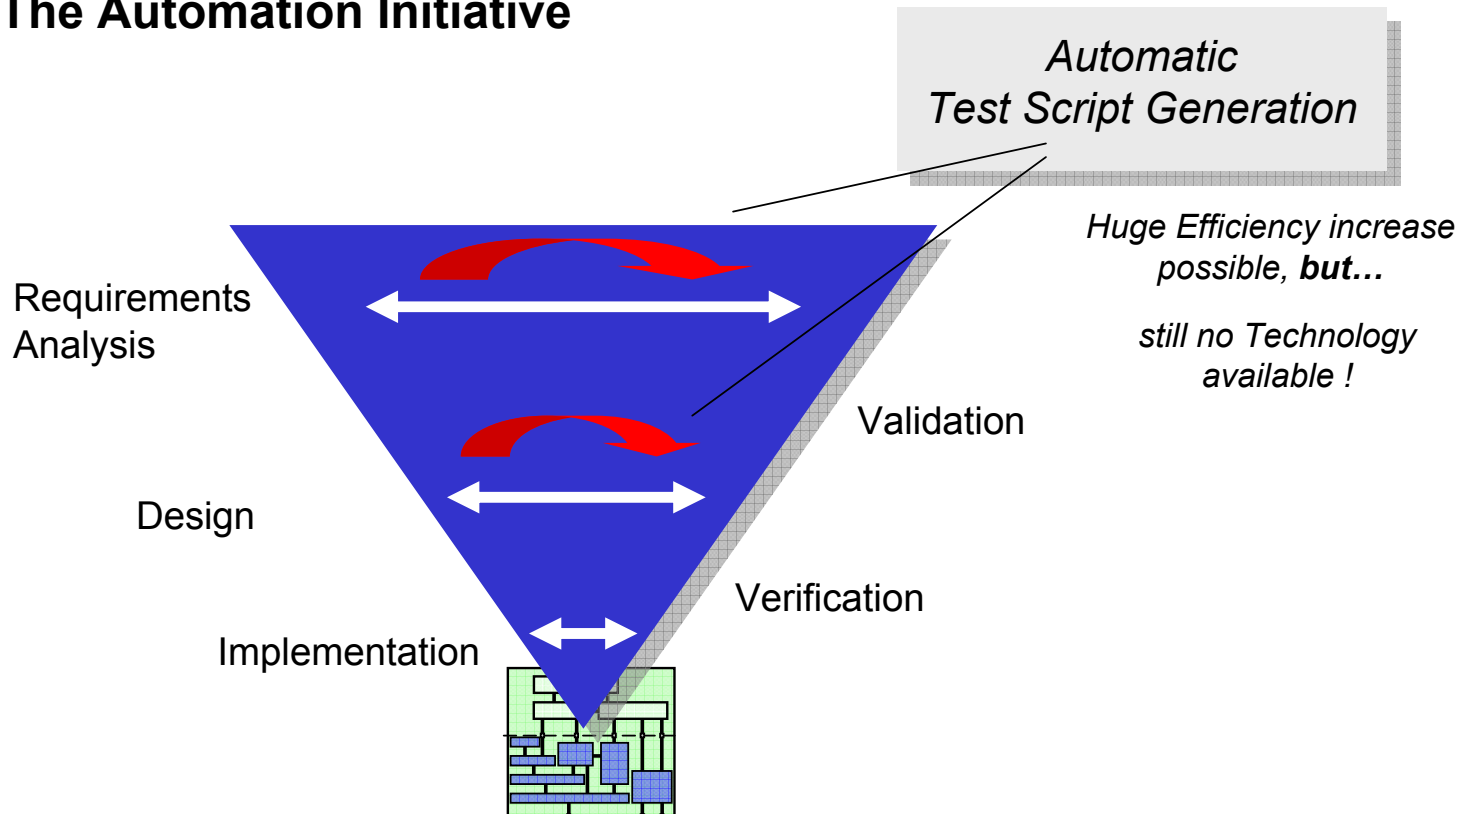 The Automation Initiative
Automatic
Test Script Generation
Huge Efficiency increase
possible, but…
still no Technology
available !
Requirements
Analysis
Validation
Design
Verification
Implementation